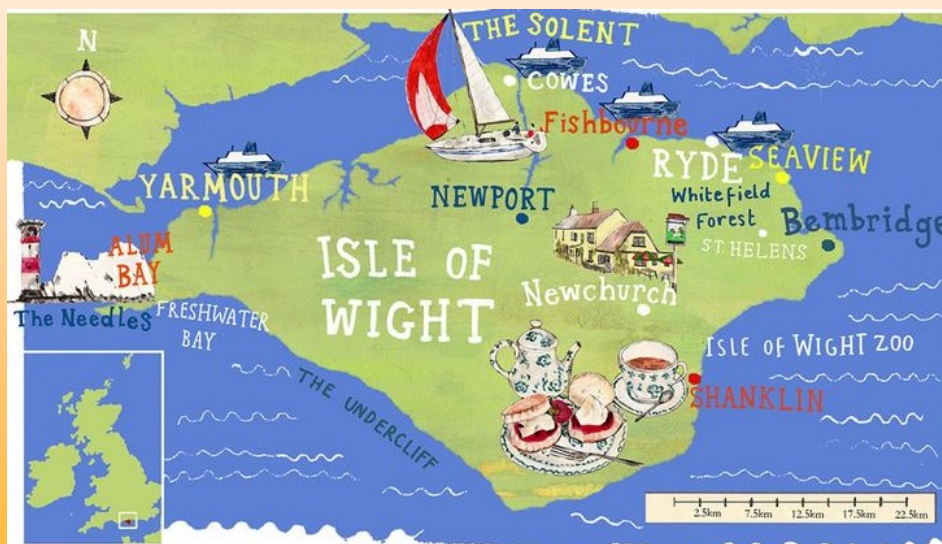 N
THE SOLENT
COWES
Fishbourne
RYDE
SEAVIEW
YARMOUTH
NEWPORT
Whitefield
Forest
Bembridge
ST. HELENS
ALUM
BAY
ISLE OF
WIGHT
Newchurch
The Needles
FRESHWATER
BAY
ISLE OF WIGHT ZOO
THE UNDERCLIFF
SHANKLIN
2.5km 7.5km 12.5km 17.5km 22.5km